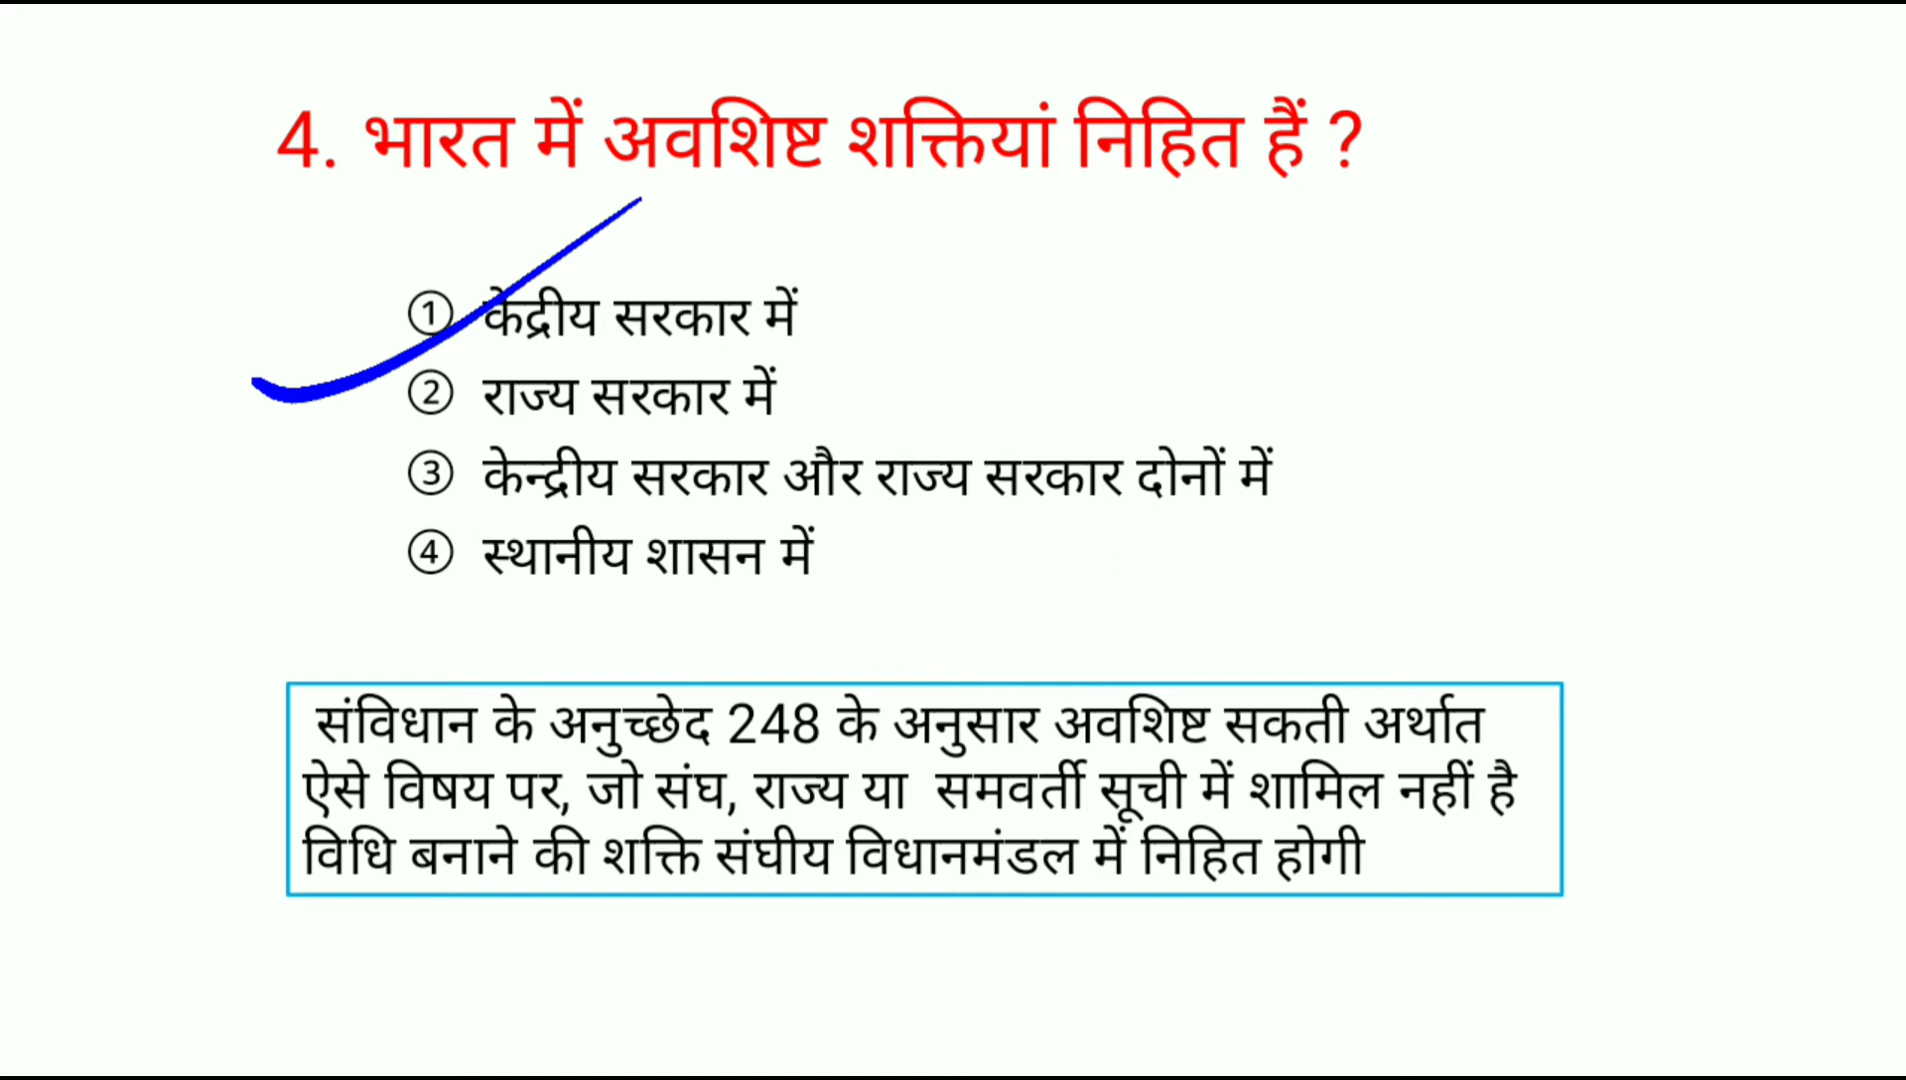 4. भारत में अवशिष्ट शक्तियां निहित हैं ?
① केद्रीय सरकार में
② राज्य सरकार में
③ केन्द्रीय सरकार और राज्य सरकार दोनों में
④ स्थानीय शासन में
संविधान के अनुच्छेद 248 के अनुसार अवशिष्ट सकती अर्थात
ऐसे विषय पर, जो संघ, राज्य या समवर्ती सूची में शामिल नहीं है
विधि बनाने की शक्ति संघीय विधानमंडल में निहित होगी